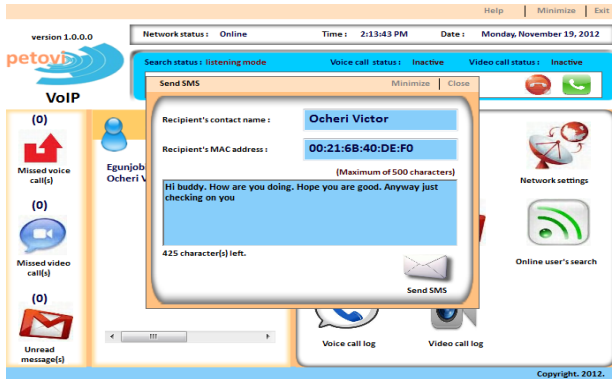 Help Minimize Exit
version 1.0.0.0
Network status : Online Time : 2:13:43 PM Date : Monday, November 19, 2012
petovi
VoIP
Search status : listening mode Voice call status : Inactive Video call status : Inactive
Send SMS Minimize Close
Recipient's contact name : Ocheri Victor
Recipient's MAC address : 00:21:6B:40:DE:F0
(Maximum of 500 characters)
Hi buddy. How are you doing. Hope you are good. Anyway just
checking on you
425 character(s) left.
Send SMS
(0)
Missed voice
call(s)
(0)
Missed video
call(s)
(0)
Unread
message(s)
Egunjob
Ocheri V
Network settings
Online user's search
Voice call log
Video call log
Copyright. 2012.